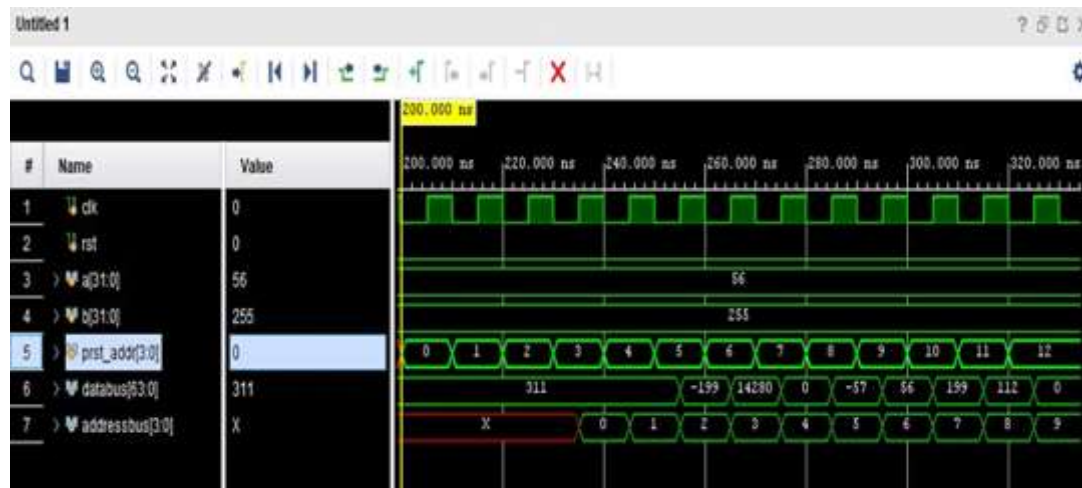 Untitled 1
200.000 ns
# Name Value 200.000 ns 220.000 ns 240.000 ns 260.000 ns 280.000 ns 300.000 ns 320.000 ns
1 clk 0
2 rst 0
3 a[31:0] 56 56
4 b[31:0] 255 255
5 prst_addr[3:0] 0 0 1 2 3 4 5 6 7 8 9 10 11 12
6 databus[63:0] 311 311 -199 14280 0 -57 56 199 112 0
7 addressbus[3:0] X X 0 1 2 3 4 5 6 7 8 9